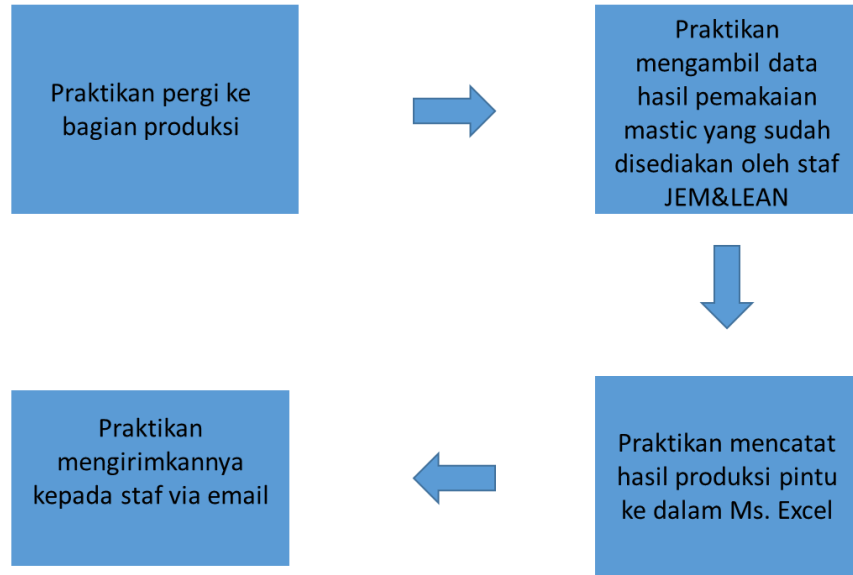 Praktikan pergi ke
bagian produksi
Praktikan
mengambil data
hasil pemakaian
mastic yang sudah
disediakan oleh staf
JEM&LEAN
Praktikan mencatat
hasil produksi pintu
ke dalam Ms. Excel
Praktikan
mengirimkannya
kepada staf via email